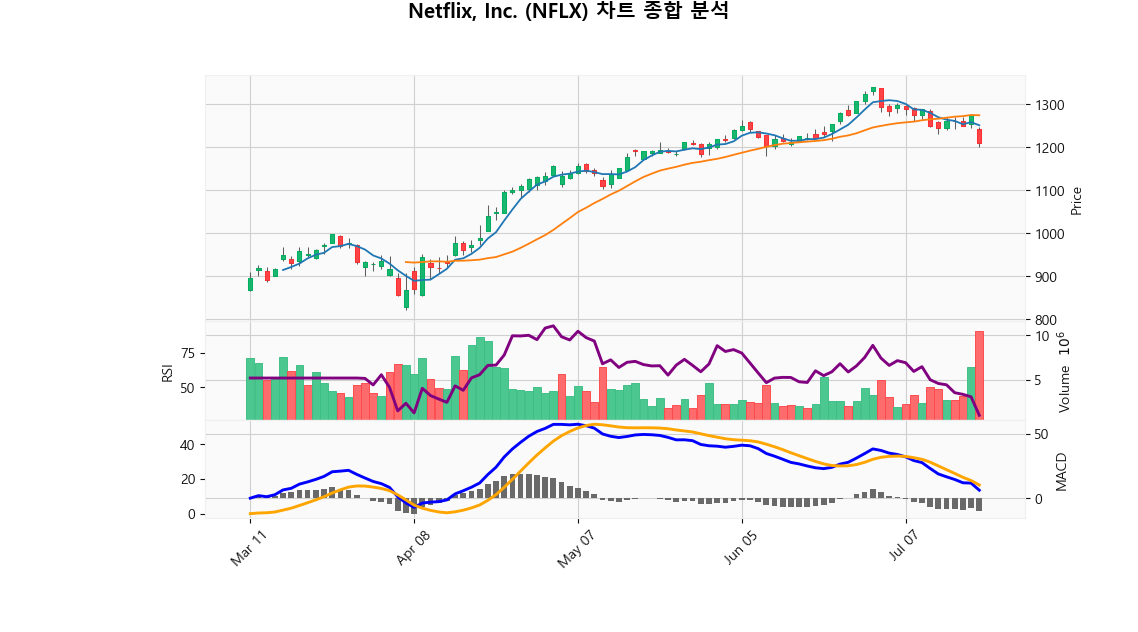 Netflix, Inc. (NFLX) 차트 종합 분석
1300
1200
1100
1000
900
800
Price
75
50
RSI
10
5
Volume 10⁶
40
20
0
50
0
MACD
Mar 11
Apr 08
May 07
Jun 05
Jul 07